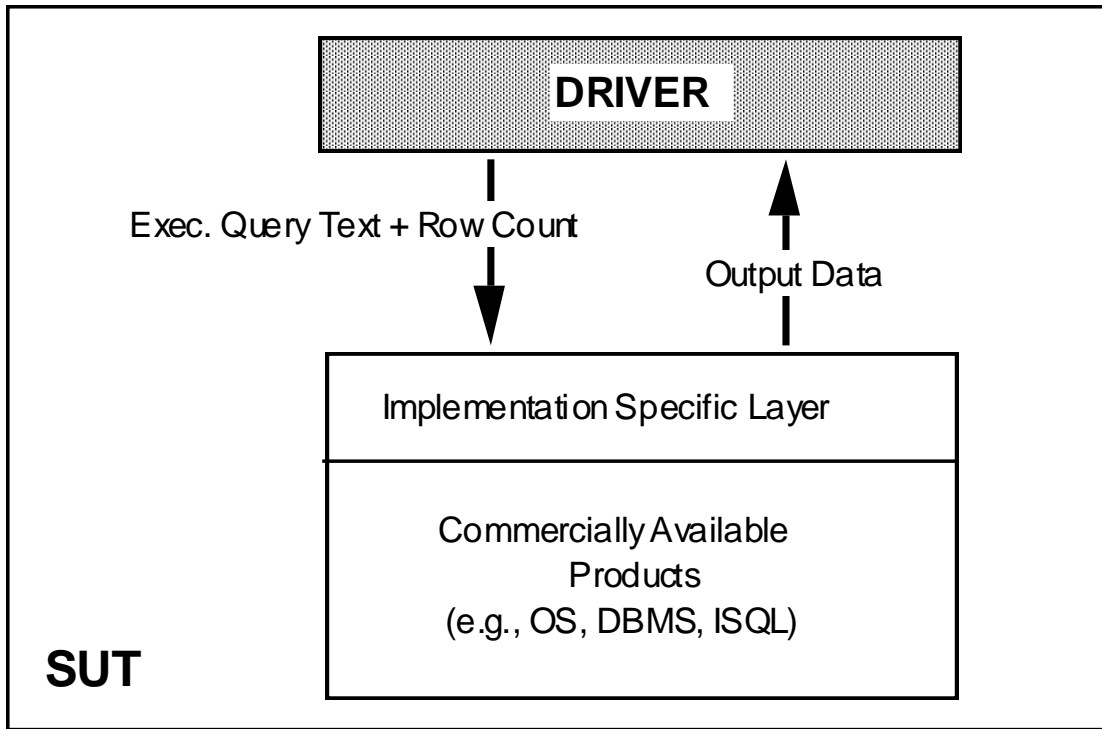 DRIVER
Exec. Query Text + Row Count
Output Data
Implementation Specific Layer
Commercially Available
Products
(e.g., OS, DBMS, ISQL)
SUT